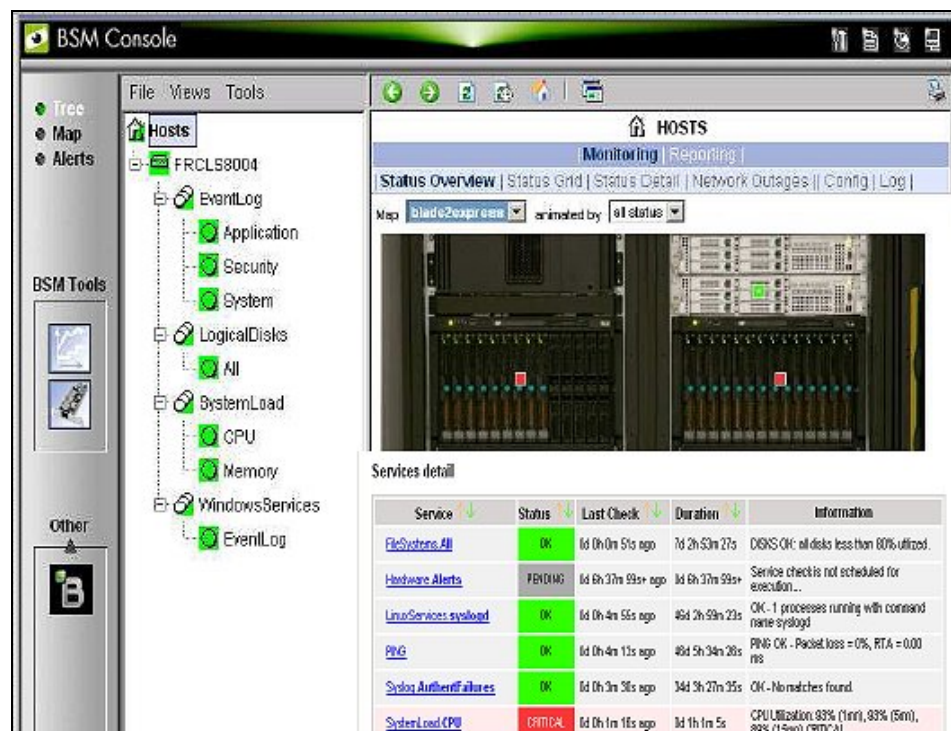 BSM Console
Tree
Map
Alerts
BSM Tools
Other
B
File Views Tools
Hosts
FRCLS8004
EventLog
Application
Security
System
LogicalDisks
All
SystemLoad
CPU
Memory
WindowsServices
EventLog
HOSTS
Monitoring | Reporting |
| Status Overview | Status Grid | Status Detail | Network Outages || Config | Log |
Map blade2express animated by all status
Services detail
Service Status Last Check Duration Information
FileSystems.All OK 0d 0h 0m 51s ago 7d 2h 53m 27s DISKS OK: all disks less than 80% utilized.
Hardware.Alerts PENDING 0d 6h 37m 59s+ ago 0d 6h 37m 59s+ Service check is not scheduled for
execution...
LinuxServices.syslogd OK 0d 0h 4m 56s ago 46d 2h 59m 23s OK - 1 processes running with command
name syslogd
PING OK 0d 0h 4m 13s ago 46d 5h 34m 26s PING OK - Packet loss = 0%, RTA = 0.00
ms
Syslog.AuthentFailures OK 0d 0h 3m 30s ago 34d 3h 27m 35s OK - No matches found.
SystemLoad.CPU CRITICAL 0d 0h 1m 16s ago 0d 1h 1m 5s CPU Utilization: 93% (1mn), 93% (5mn),
89% (15mn) CRITICAL